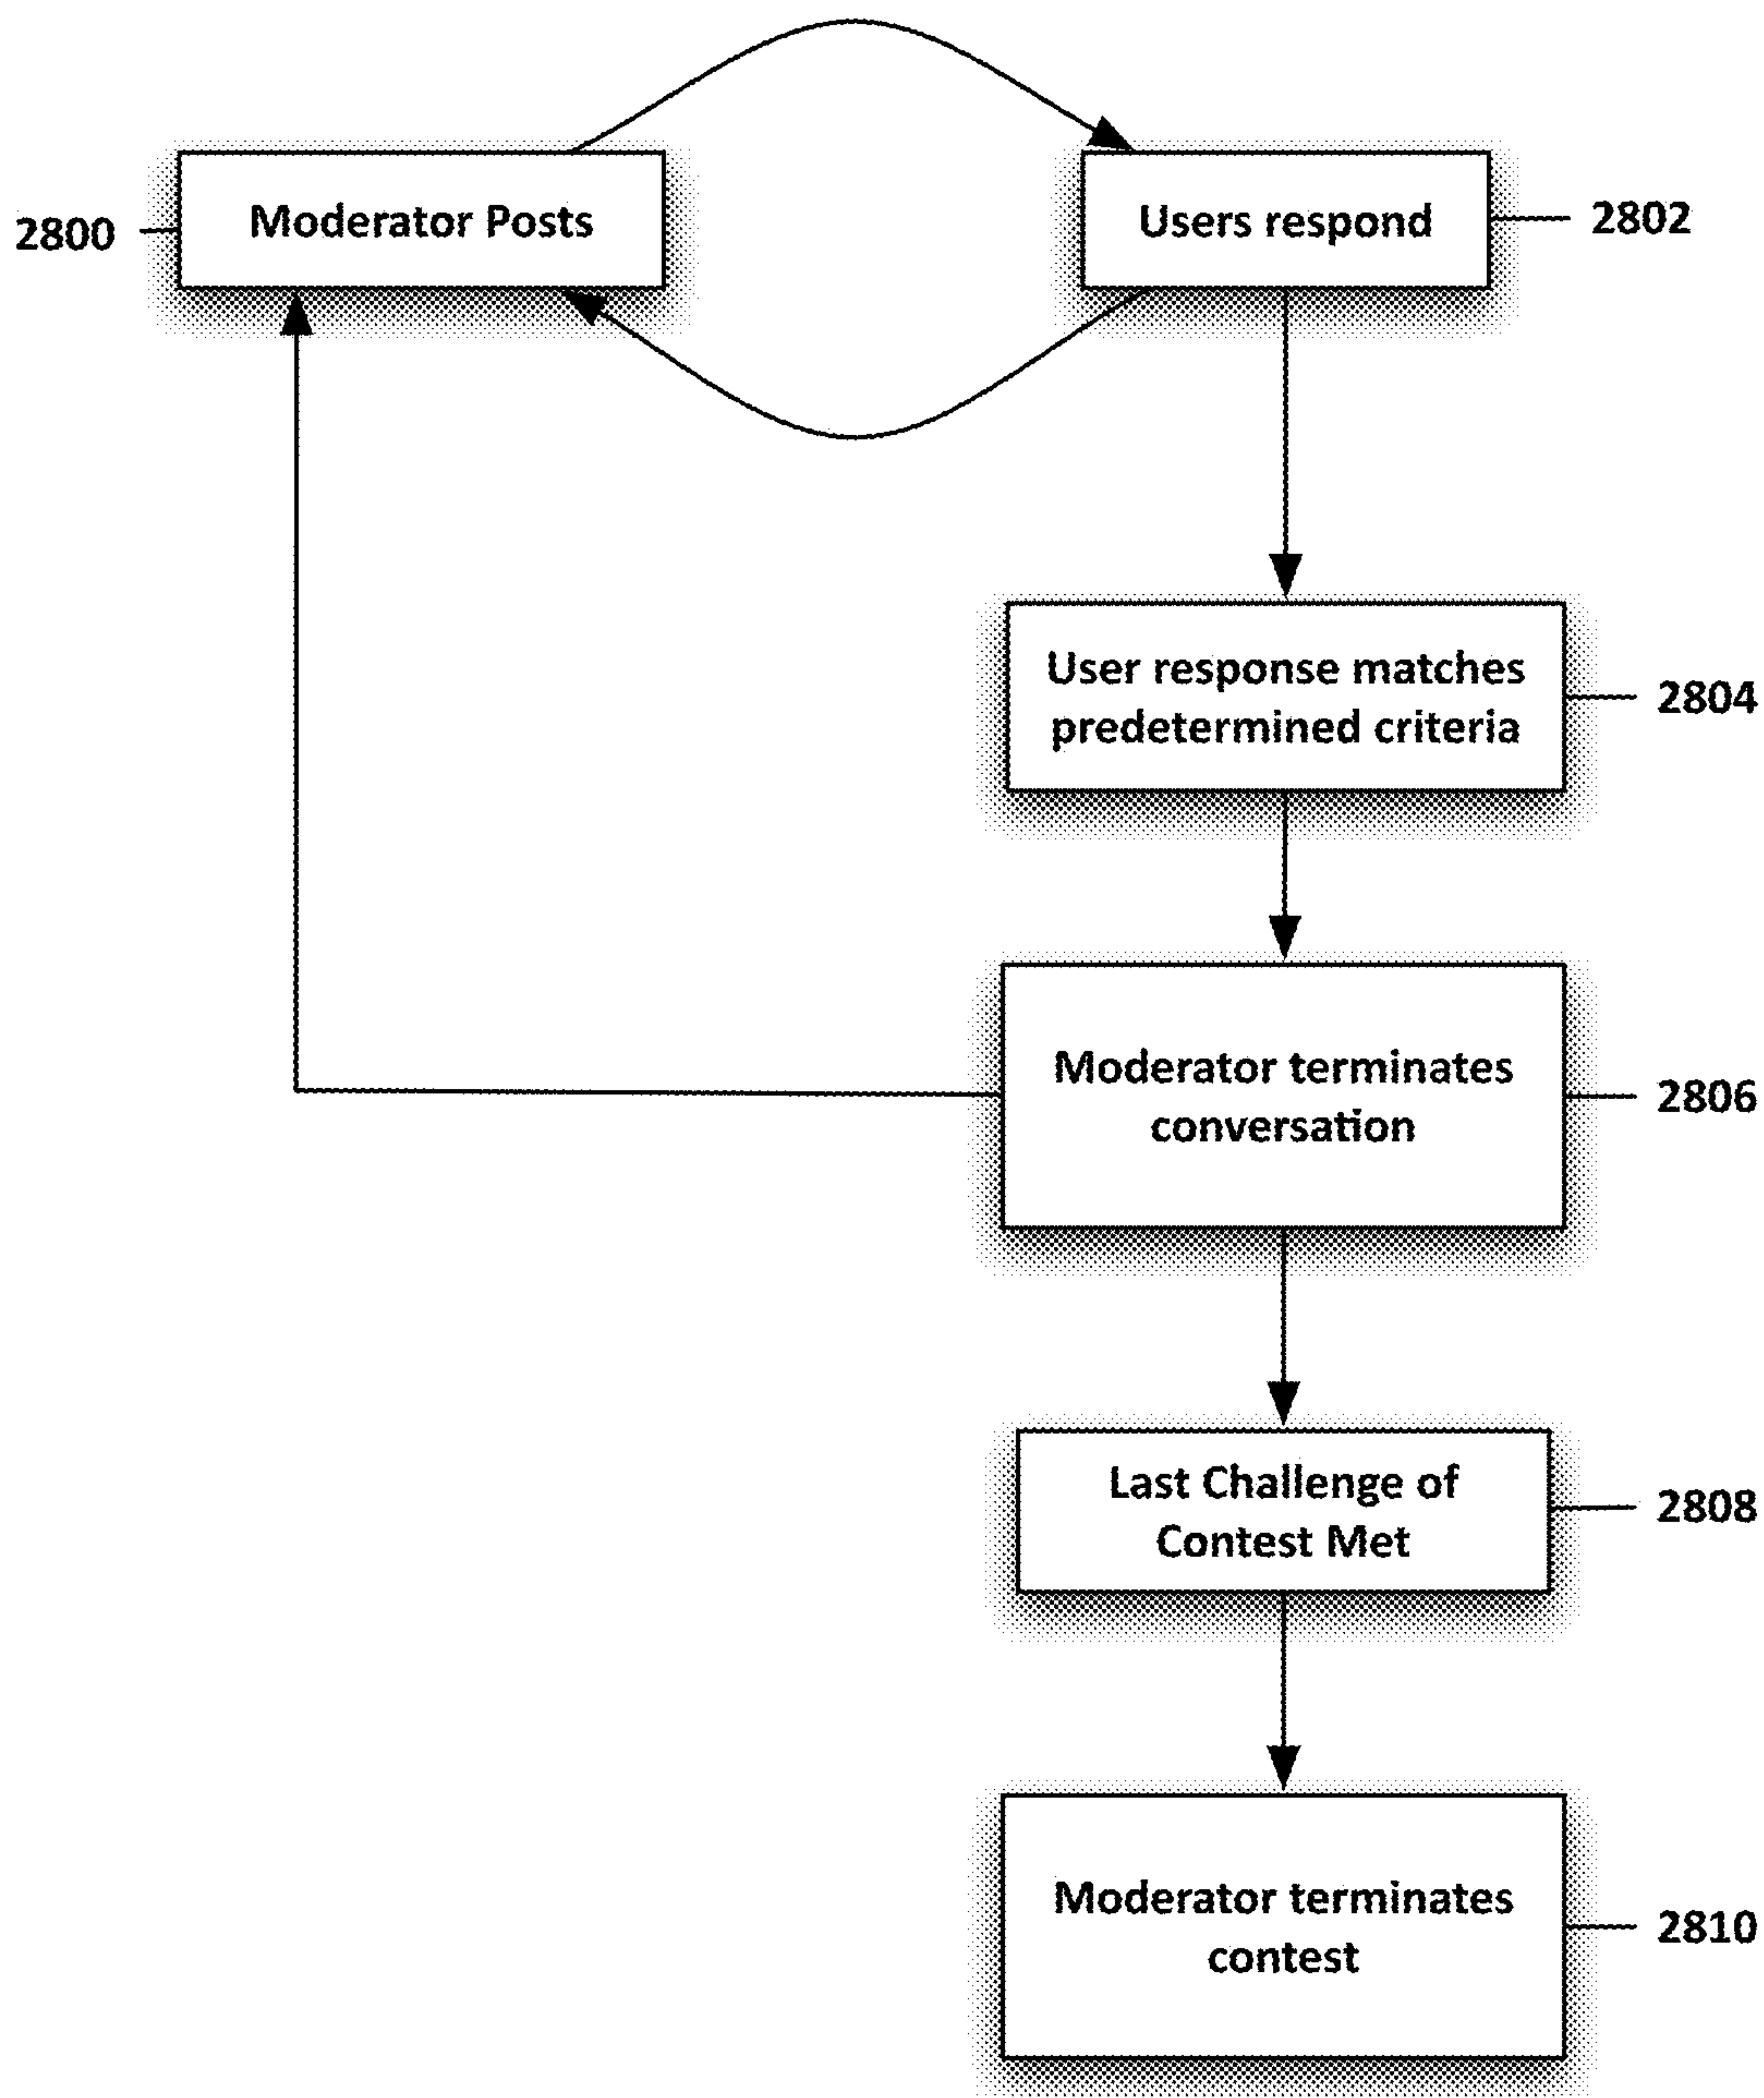 2800
Moderator Posts
Users respond
2802
User response matches
predetermined criteria
2804
Moderator terminates
conversation
2806
Last Challenge of
Contest Met
2808
Moderator terminates
contest
2810